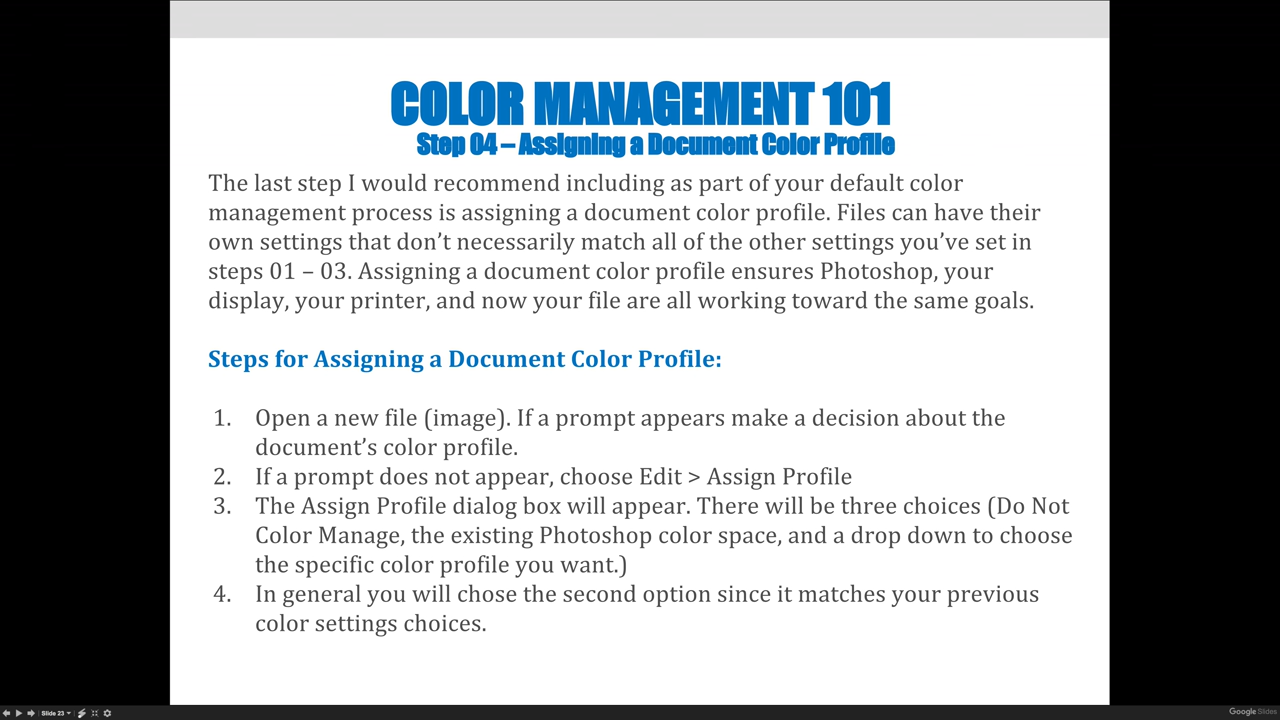 COLOR MANAGEMENT 101
Step 04 – Assigning a Document Color Profile
The last step I would recommend including as part of your default color
management process is assigning a document color profile. Files can have their
own settings that don’t necessarily match all of the other settings you’ve set in
steps 01 – 03. Assigning a document color profile ensures Photoshop, your
display, your printer, and now your file are all working toward the same goals.
Steps for Assigning a Document Color Profile:
1. Open a new file (image). If a prompt appears make a decision about the
document’s color profile.
2. If a prompt does not appear, choose Edit > Assign Profile
3. The Assign Profile dialog box will appear. There will be three choices (Do Not
Color Manage, the existing Photoshop color space, and a drop down to choose
the specific color profile you want.)
4. In general you will chose the second option since it matches your previous
color settings choices.
Slide 23
Google Slides